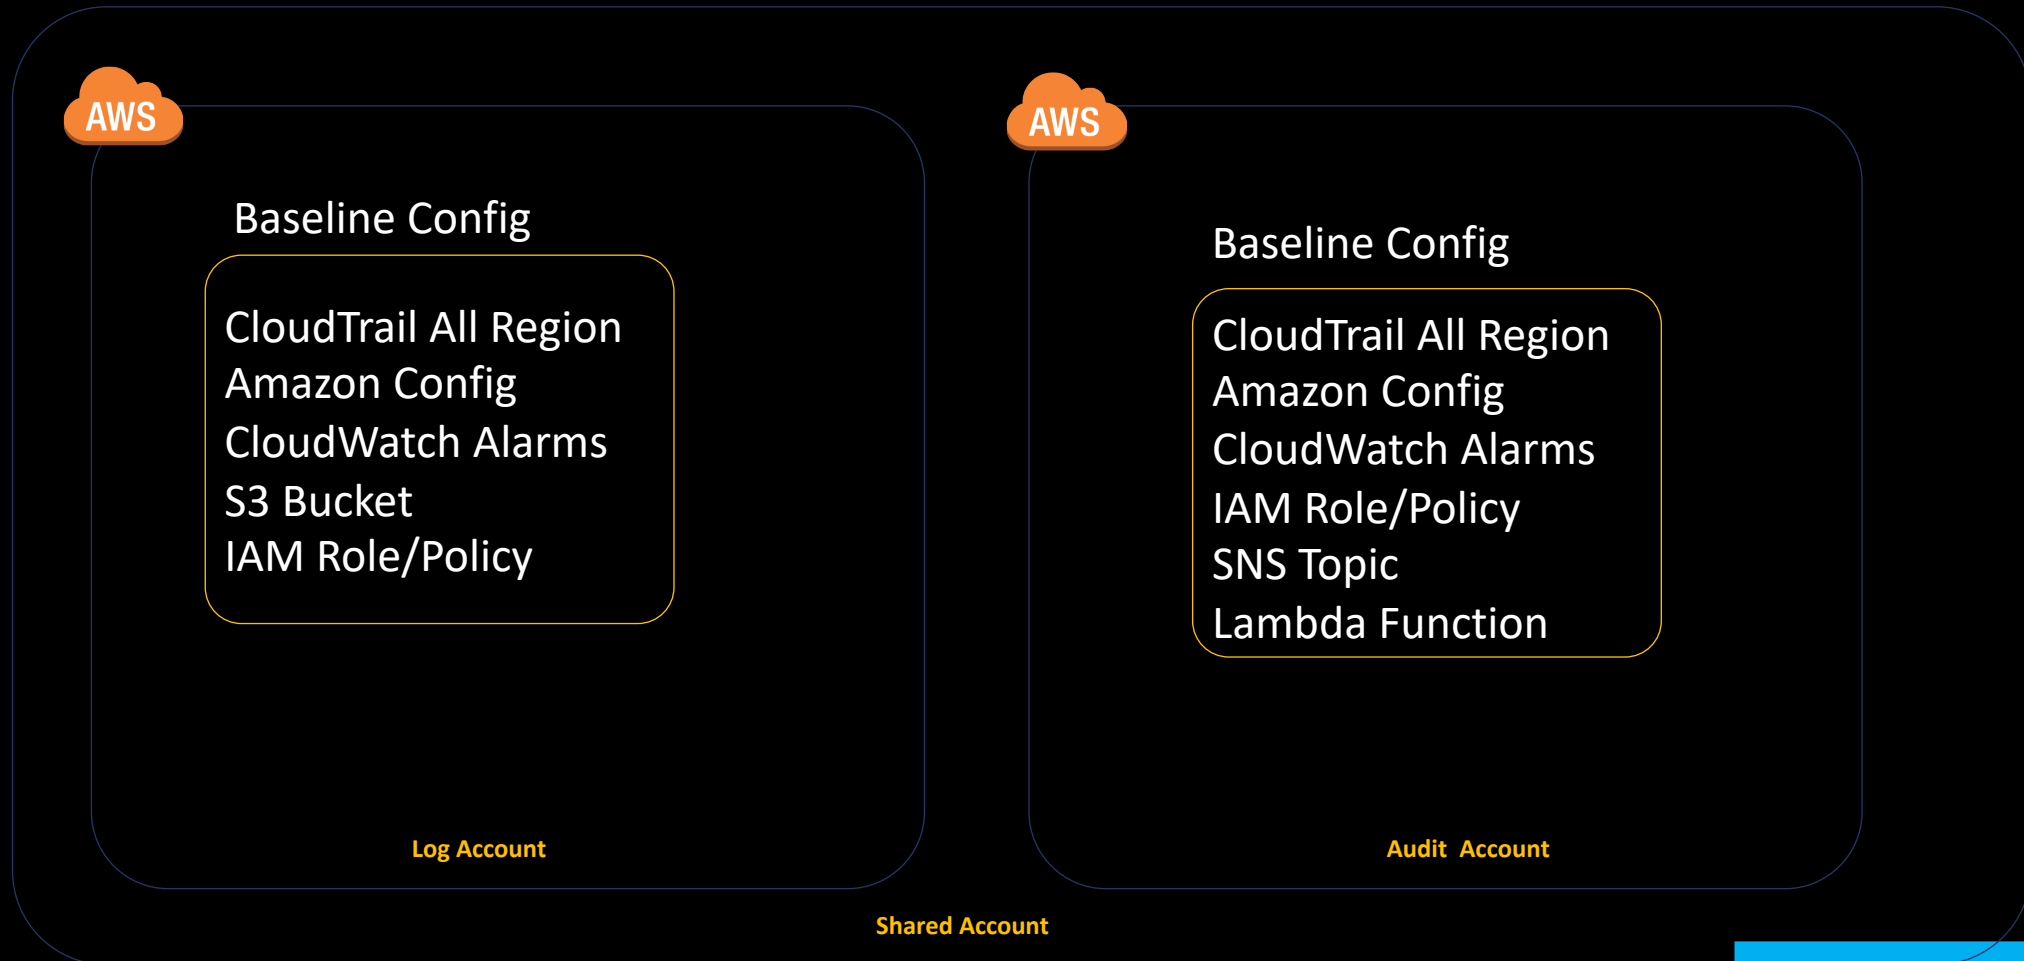 AWS
Baseline Config
CloudTrail All Region
Amazon Config
CloudWatch Alarms
S3 Bucket
IAM Role/Policy
Log Account
AWS
Baseline Config
CloudTrail All Region
Amazon Config
CloudWatch Alarms
IAM Role/Policy
SNS Topic
Lambda Function
Audit Account
Shared Account